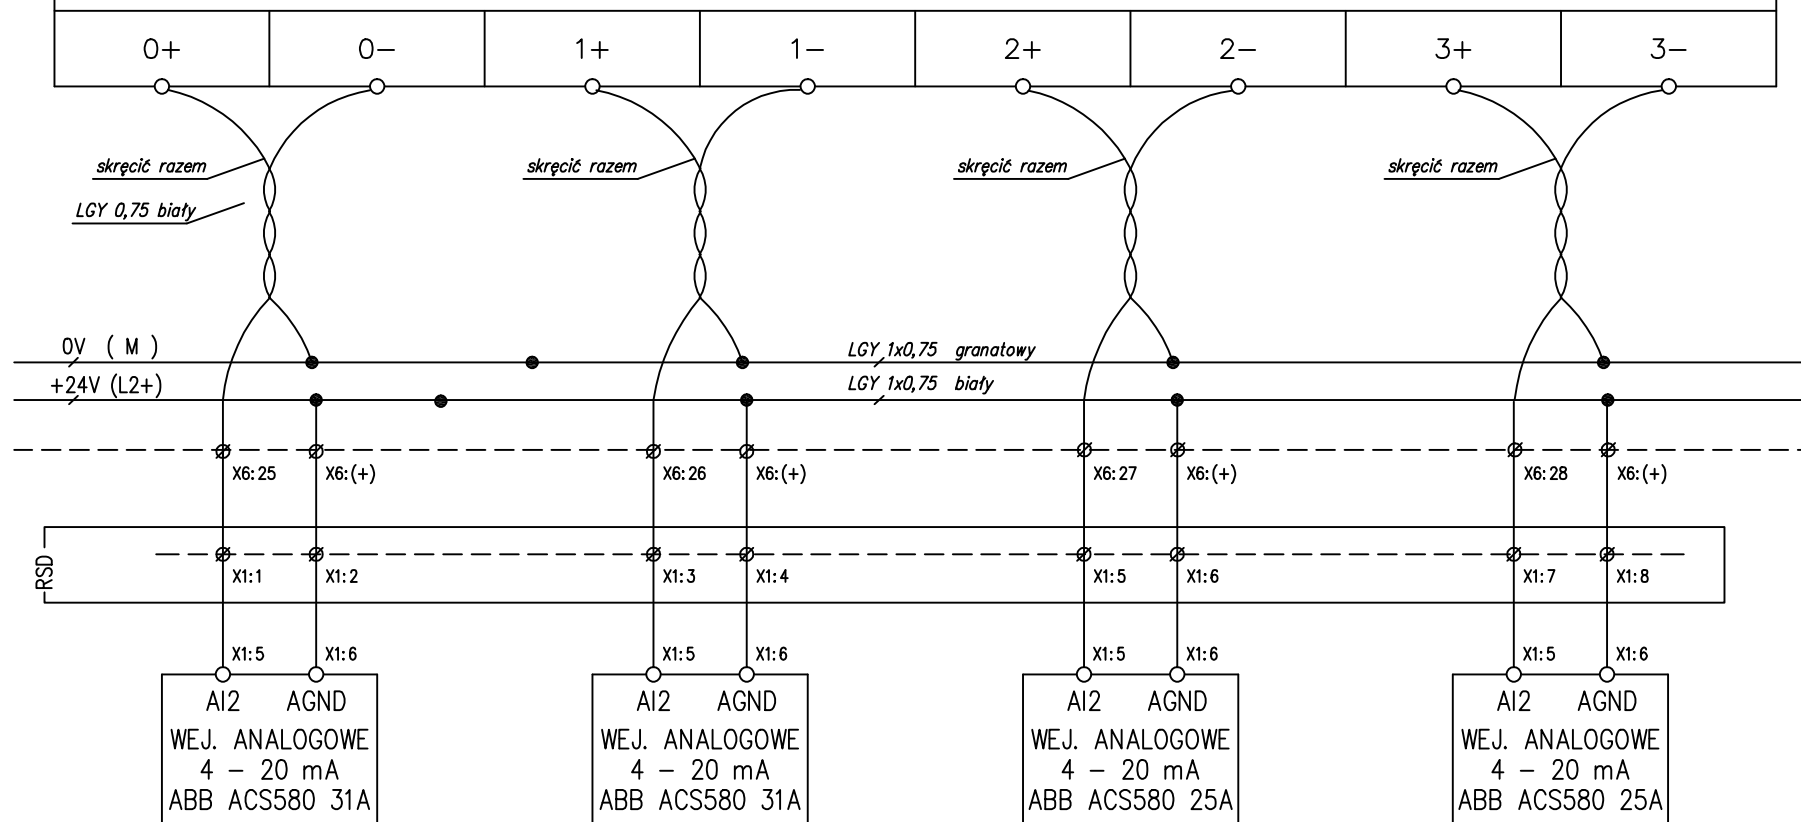 0+ 0- 1+ 1- 2+ 2- 3+ 3-
skręcić razem skręcić razem skręcić razem skręcić razem
LGY 0,75 biały
0V ( M ) LGY 1x0,75 granatowy
+24V (L2+) LGY 1x0,75 biały
X6:25 X6:(+) X6:26 X6:(+) X6:27 X6:(+) X6:28 X6:(+)
RSD
X1:1 X1:2 X1:3 X1:4 X1:5 X1:6 X1:7 X1:8
X1:5 X1:6 X1:5 X1:6 X1:5 X1:6 X1:5 X1:6
AI2 AGND AI2 AGND AI2 AGND AI2 AGND
WEJ. ANALOGOWE WEJ. ANALOGOWE WEJ. ANALOGOWE WEJ. ANALOGOWE
4 - 20 mA 4 - 20 mA 4 - 20 mA 4 - 20 mA
ABB ACS580 31A ABB ACS580 31A ABB ACS580 25A ABB ACS580 25A